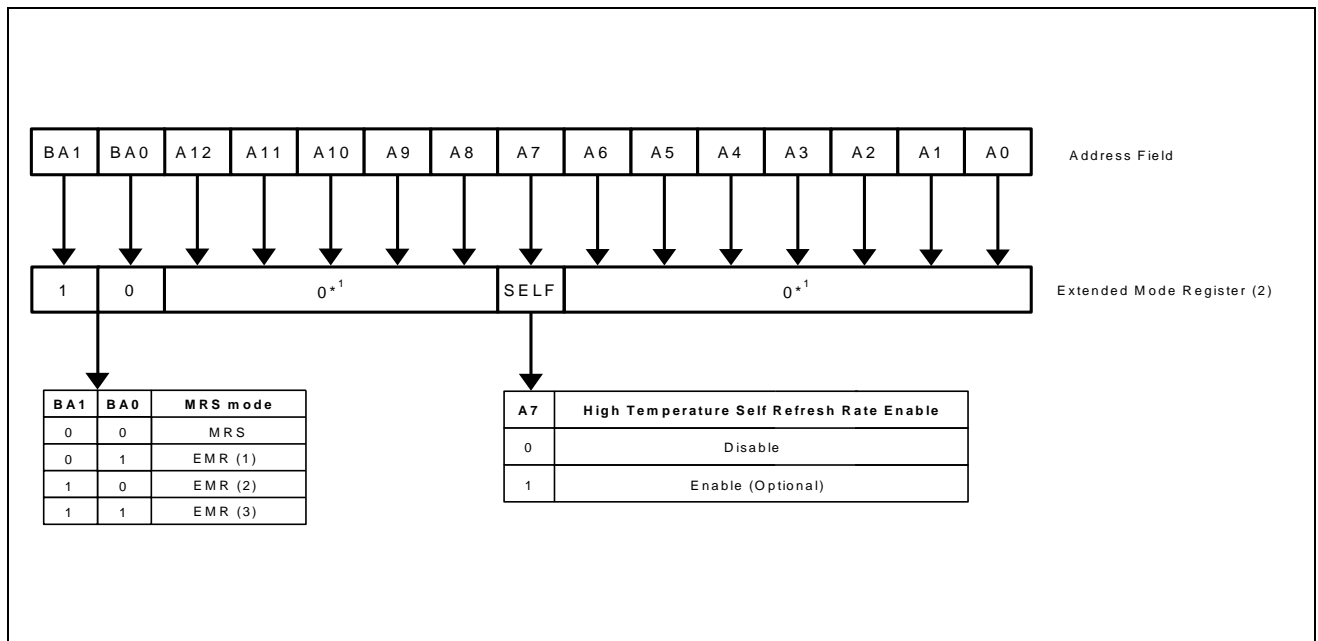 BA1 BA0 A12 A11 A10 A9 A8 A7 A6 A5 A4 A3 A2 A1 A0 Address Field
1 0 0*1 SELF 0*1 Extended Mode Register (2)
BA1 BA0 MRS mode
0 0 MRS
0 1 EMR (1)
1 0 EMR (2)
1 1 EMR (3)
A7 High Temperature Self Refresh Rate Enable
0 Disable
1 Enable (Optional)